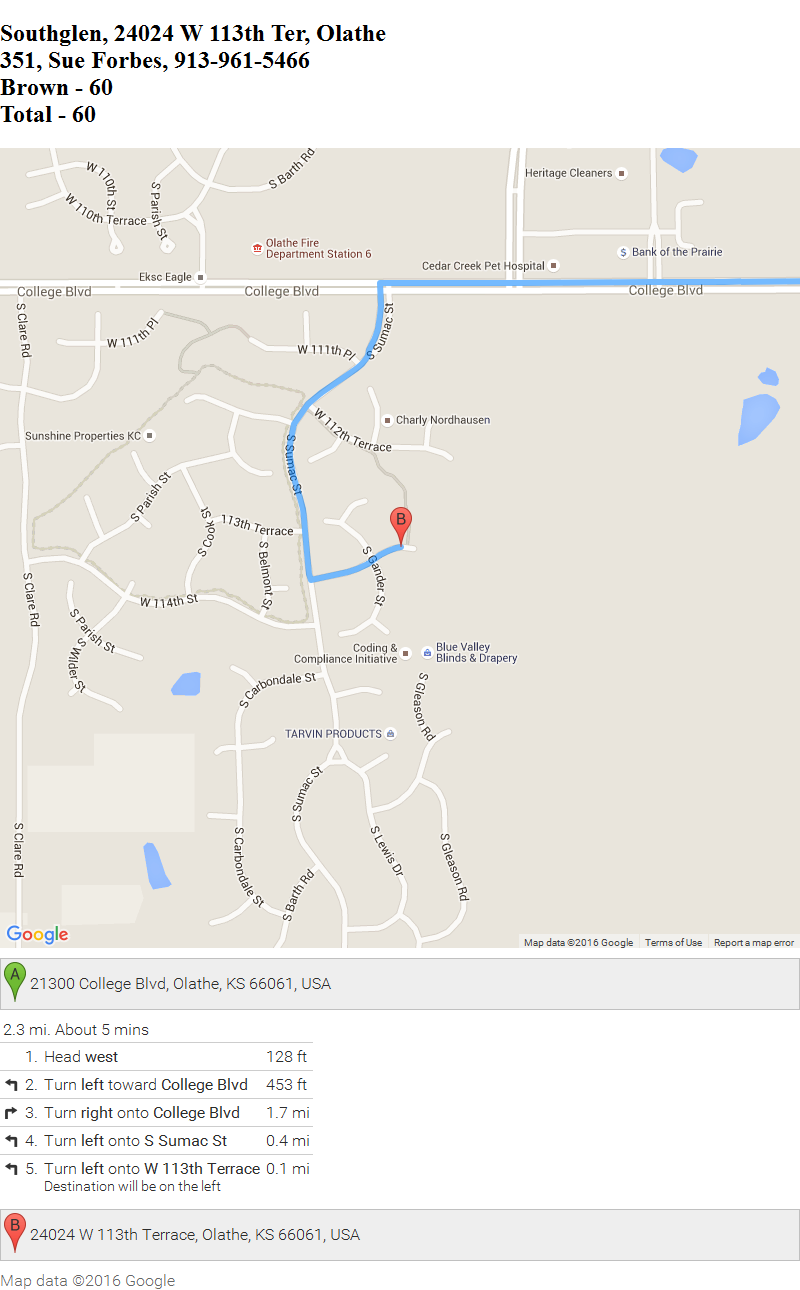 Southglen, 24024 W 113th Ter, Olathe
351, Sue Forbes, 913-961-5466
Brown - 60
Total - 60
S Barth Rd
W 110th St
S Parish St
W 110th Terrace
Heritage Cleaners
Olathe Fire
Department Station 6
Bank of the Prairie
Cedar Creek Pet Hospital
Eksc Eagle
College Blvd
College Blvd
College Blvd
S Clare Rd
W 111th Pl
S Sumac St
W 111th Pl
W 112th Terrace
Charly Nordhausen
Sunshine Properties KC
S Sumac St
S Parish St
S Cook St
113th Terrace
B
S Belmont St
S Gander St
S Clare Rd
W 114th St
S Parish St
S Wilder St
Coding &
Compliance Initiative
Blue Valley
Blinds & Drapery
S Carbondale St
S Gleason Rd
TARVIN PRODUCTS
S Sumac St
S Clare Rd
S Carbondale St
S Lewis Dr
S Gleason Rd
S Barth Rd
Google
Map data ©2016 Google
Terms of Use
Report a map error
A
21300 College Blvd, Olathe, KS 66061, USA
2.3 mi. About 5 mins
1. Head west 128 ft
2. Turn left toward College Blvd 453 ft
3. Turn right onto College Blvd 1.7 mi
4. Turn left onto S Sumac St 0.4 mi
5. Turn left onto W 113th Terrace 0.1 mi
Destination will be on the left
B
24024 W 113th Terrace, Olathe, KS 66061, USA
Map data ©2016 Google